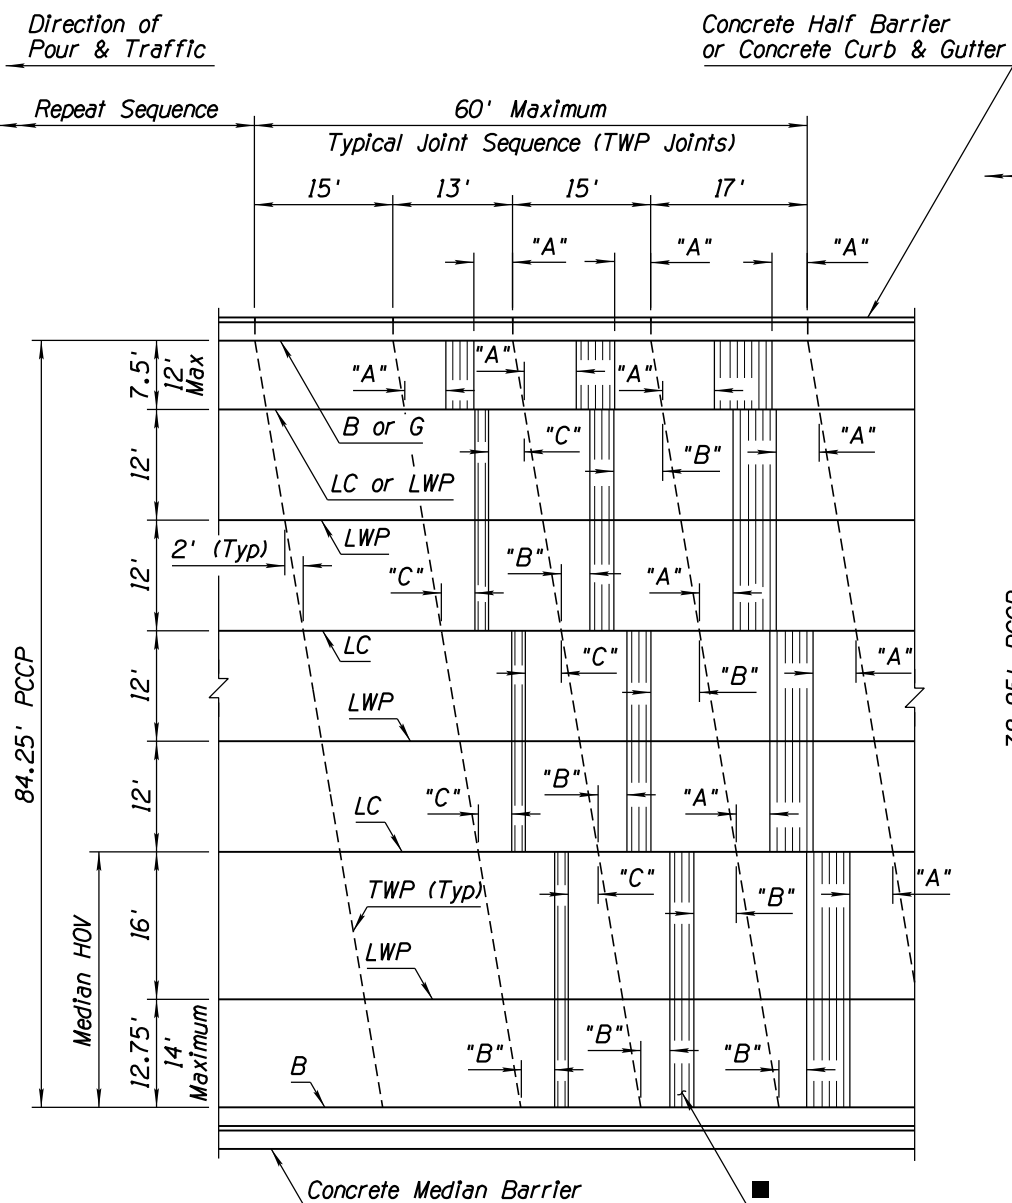 Direction of
Pour & Traffic
Concrete Half Barrier
or Concrete Curb & Gutter
Repeat Sequence
60' Maximum
Typical Joint Sequence (TWP Joints)
15'
13'
15'
17'
"A"
"A"
"A"
7.5'
12'
Max
"A"
"A"
"A"
B or G
12'
"C"
"B"
"A"
LC or LWP
LWP
2' (Typ)
12'
"C"
"B"
"A"
LC
12'
"C"
"B"
"A"
LWP
84.25' PCCP
12'
"C"
"B"
"A"
LC
Median HOV
16'
TWP (Typ)
"C"
"B"
"A"
LWP
12.75'
14'
Maximum
B
"B"
"B"
"B"
Concrete Median Barrier